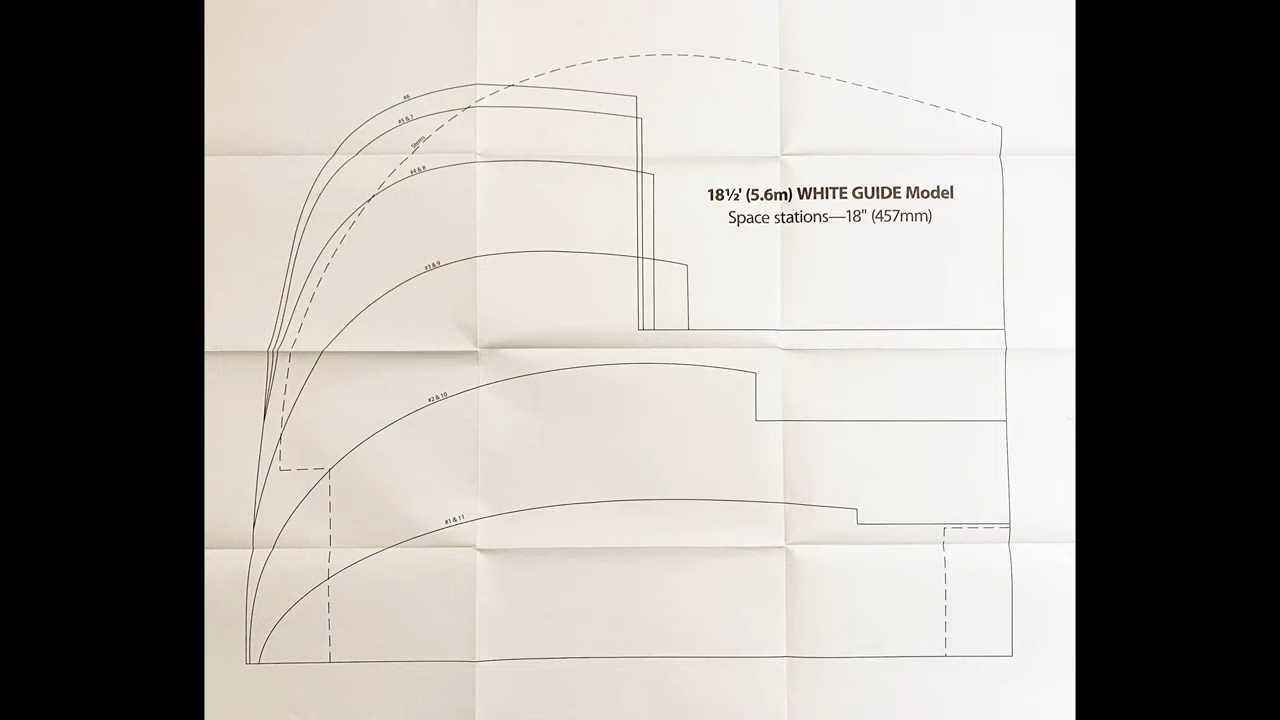 #6
#5 & 7
Stems
#4 & 8
18½' (5.6m) WHITE GUIDE Model
Space stations—18" (457mm)
#3 & 9
#2 & 10
#1 & 11